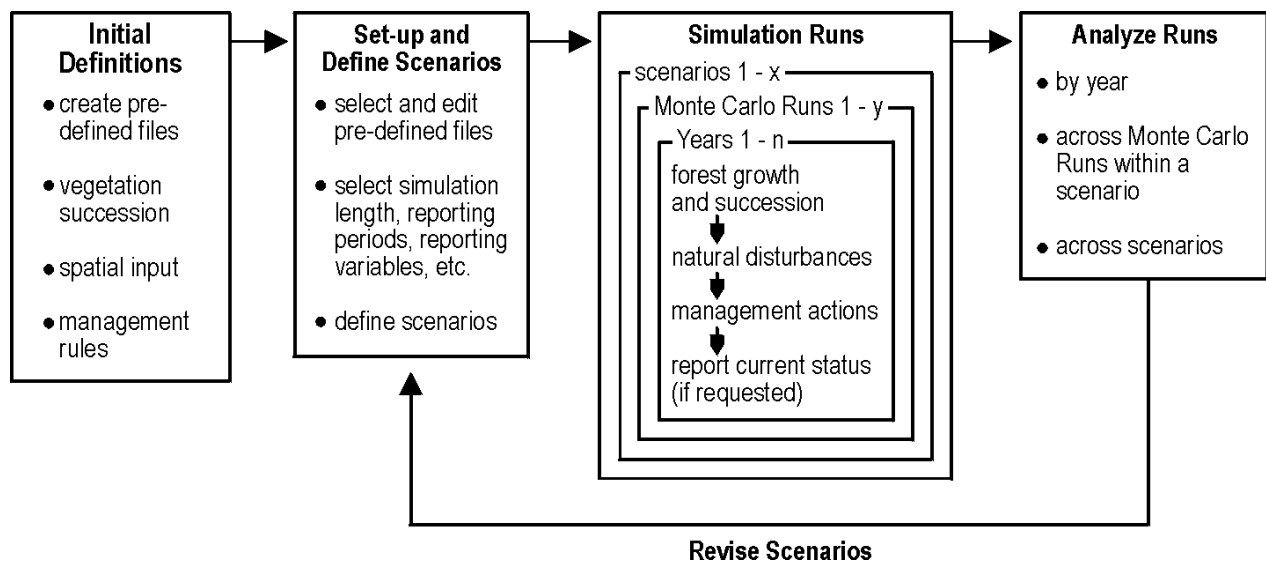 Initial
Definitions
● create pre-
defined files
● vegetation
succession
● spatial input
● management
rules
Set-up and
Define Scenarios
● select and edit
pre-defined files
● select simulation
length, reporting
periods, reporting
variables, etc.
● define scenarios
Simulation Runs
scenarios 1 - x
Monte Carlo Runs 1 - y
Years 1 - n
forest growth
and succession
natural disturbances
management actions
report current status
(if requested)
Analyze Runs
● by year
● across Monte Carlo
Runs within a
scenario
● across scenarios
Revise Scenarios